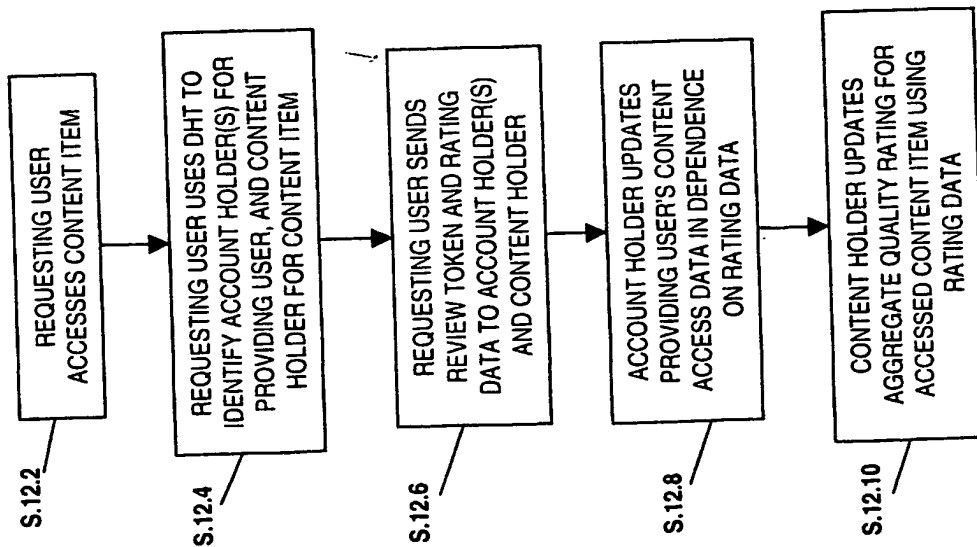 S.12.2
REQUESTING USER
ACCESSES CONTENT ITEM
S.12.4
REQUESTING USER USES DHT TO
IDENTIFY ACCOUNT HOLDER(S) FOR
PROVIDING USER, AND CONTENT
HOLDER FOR CONTENT ITEM
S.12.6
REQUESTING USER SENDS
REVIEW TOKEN AND RATING
DATA TO ACCOUNT HOLDER(S)
AND CONTENT HOLDER
S.12.8
ACCOUNT HOLDER UPDATES
PROVIDING USER'S CONTENT
ACCESS DATA IN DEPENDENCE
ON RATING DATA
S.12.10
CONTENT HOLDER UPDATES
AGGREGATE QUALITY RATING FOR
ACCESSED CONTENT ITEM USING
RATING DATA